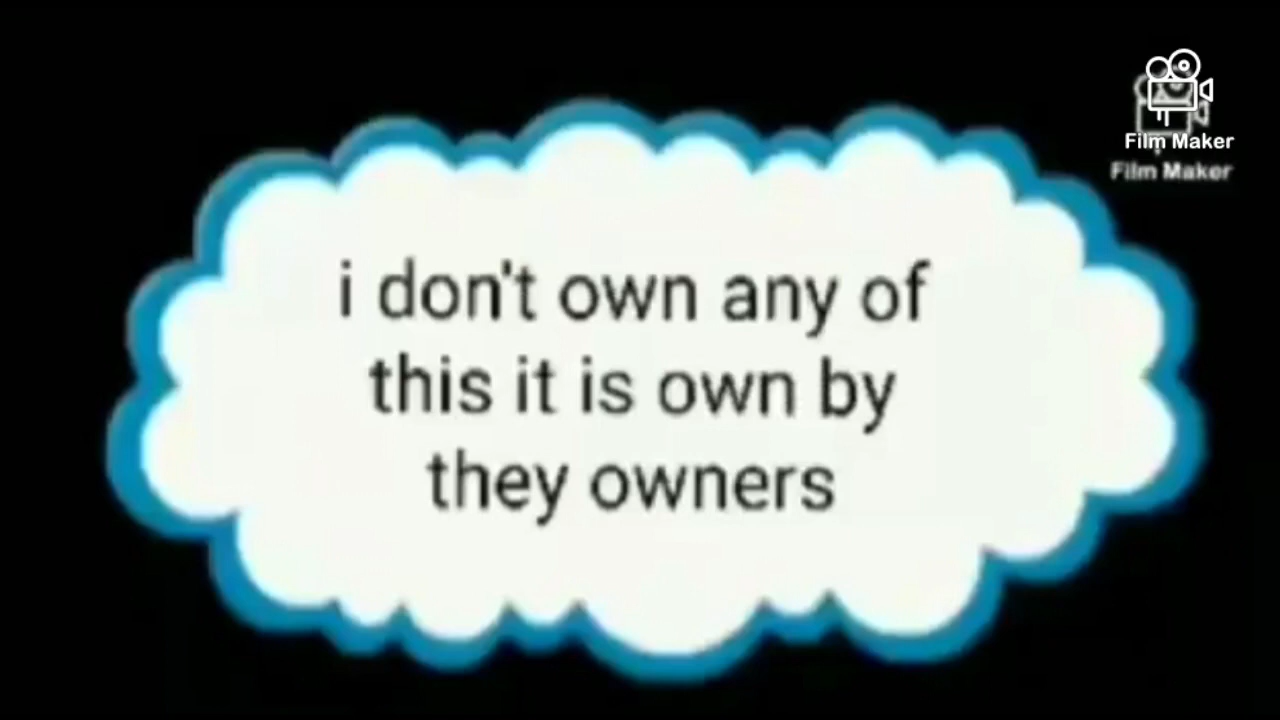 Film Maker
Film Maker
i don't own any of
this it is own by
they owners